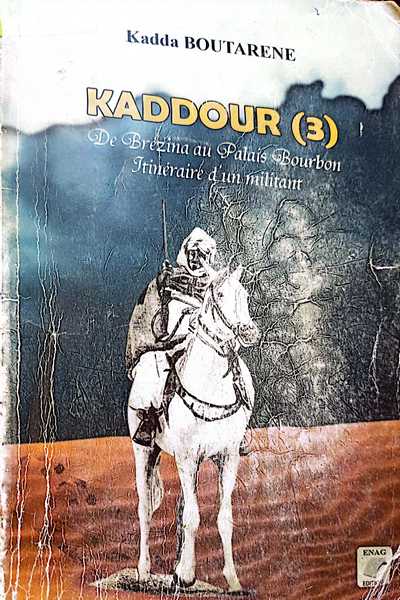 Kadda BOUTARENE
KADDOUR (3)
De Brézina au Palais Bourbon
Itinéraire d'un militant
ENAG